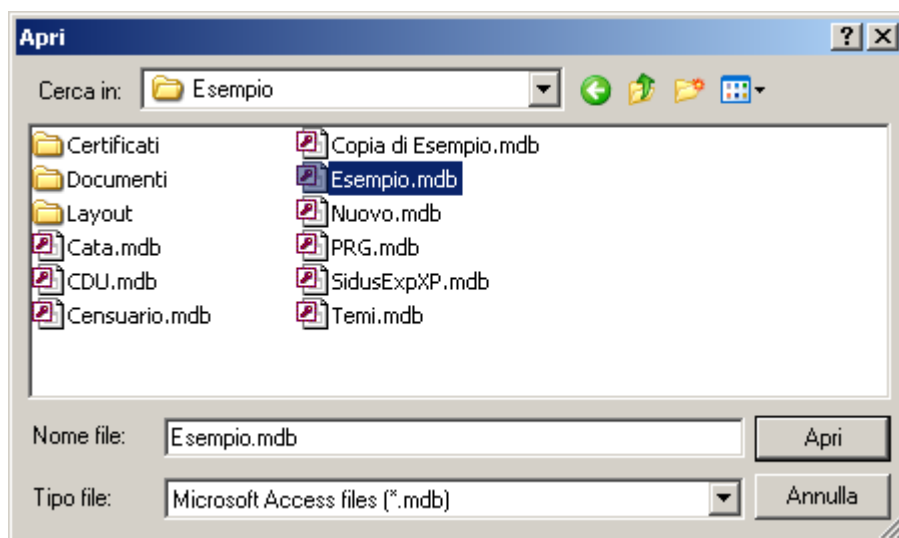 Apri
Cerca in: Esempio
Certificati
Documenti
Layout
Cata.mdb
CDU.mdb
Censuario.mdb
Copia di Esempio.mdb
Esempio.mdb
Nuovo.mdb
PRG.mdb
SidusExpXP.mdb
Temi.mdb
Nome file: Esempio.mdb Apri
Tipo file: Microsoft Access files (*.mdb) Annulla